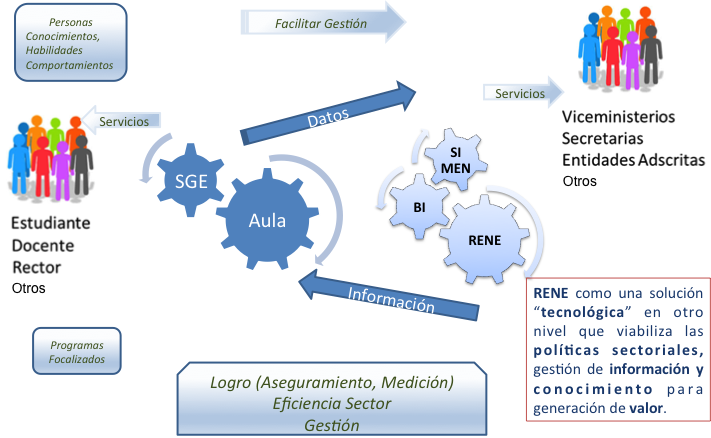 Personas
Conocimientos,
Habilidades
Comportamientos
Facilitar Gestión
Servicios
Servicios
Datos
Viceministerios
Secretarias
Entidades Adscritas
Otros
SGE
Aula
SI
MEN
BI
RENE
Estudiante
Docente
Rector
Otros
Información
RENE como una solución
“tecnológica” en otro
nivel que viabiliza las
políticas sectoriales,
gestión de información y
conocimiento para
generación de valor.
Programas
Focalizados
Logro (Aseguramiento, Medición)
Eficiencia Sector
Gestión